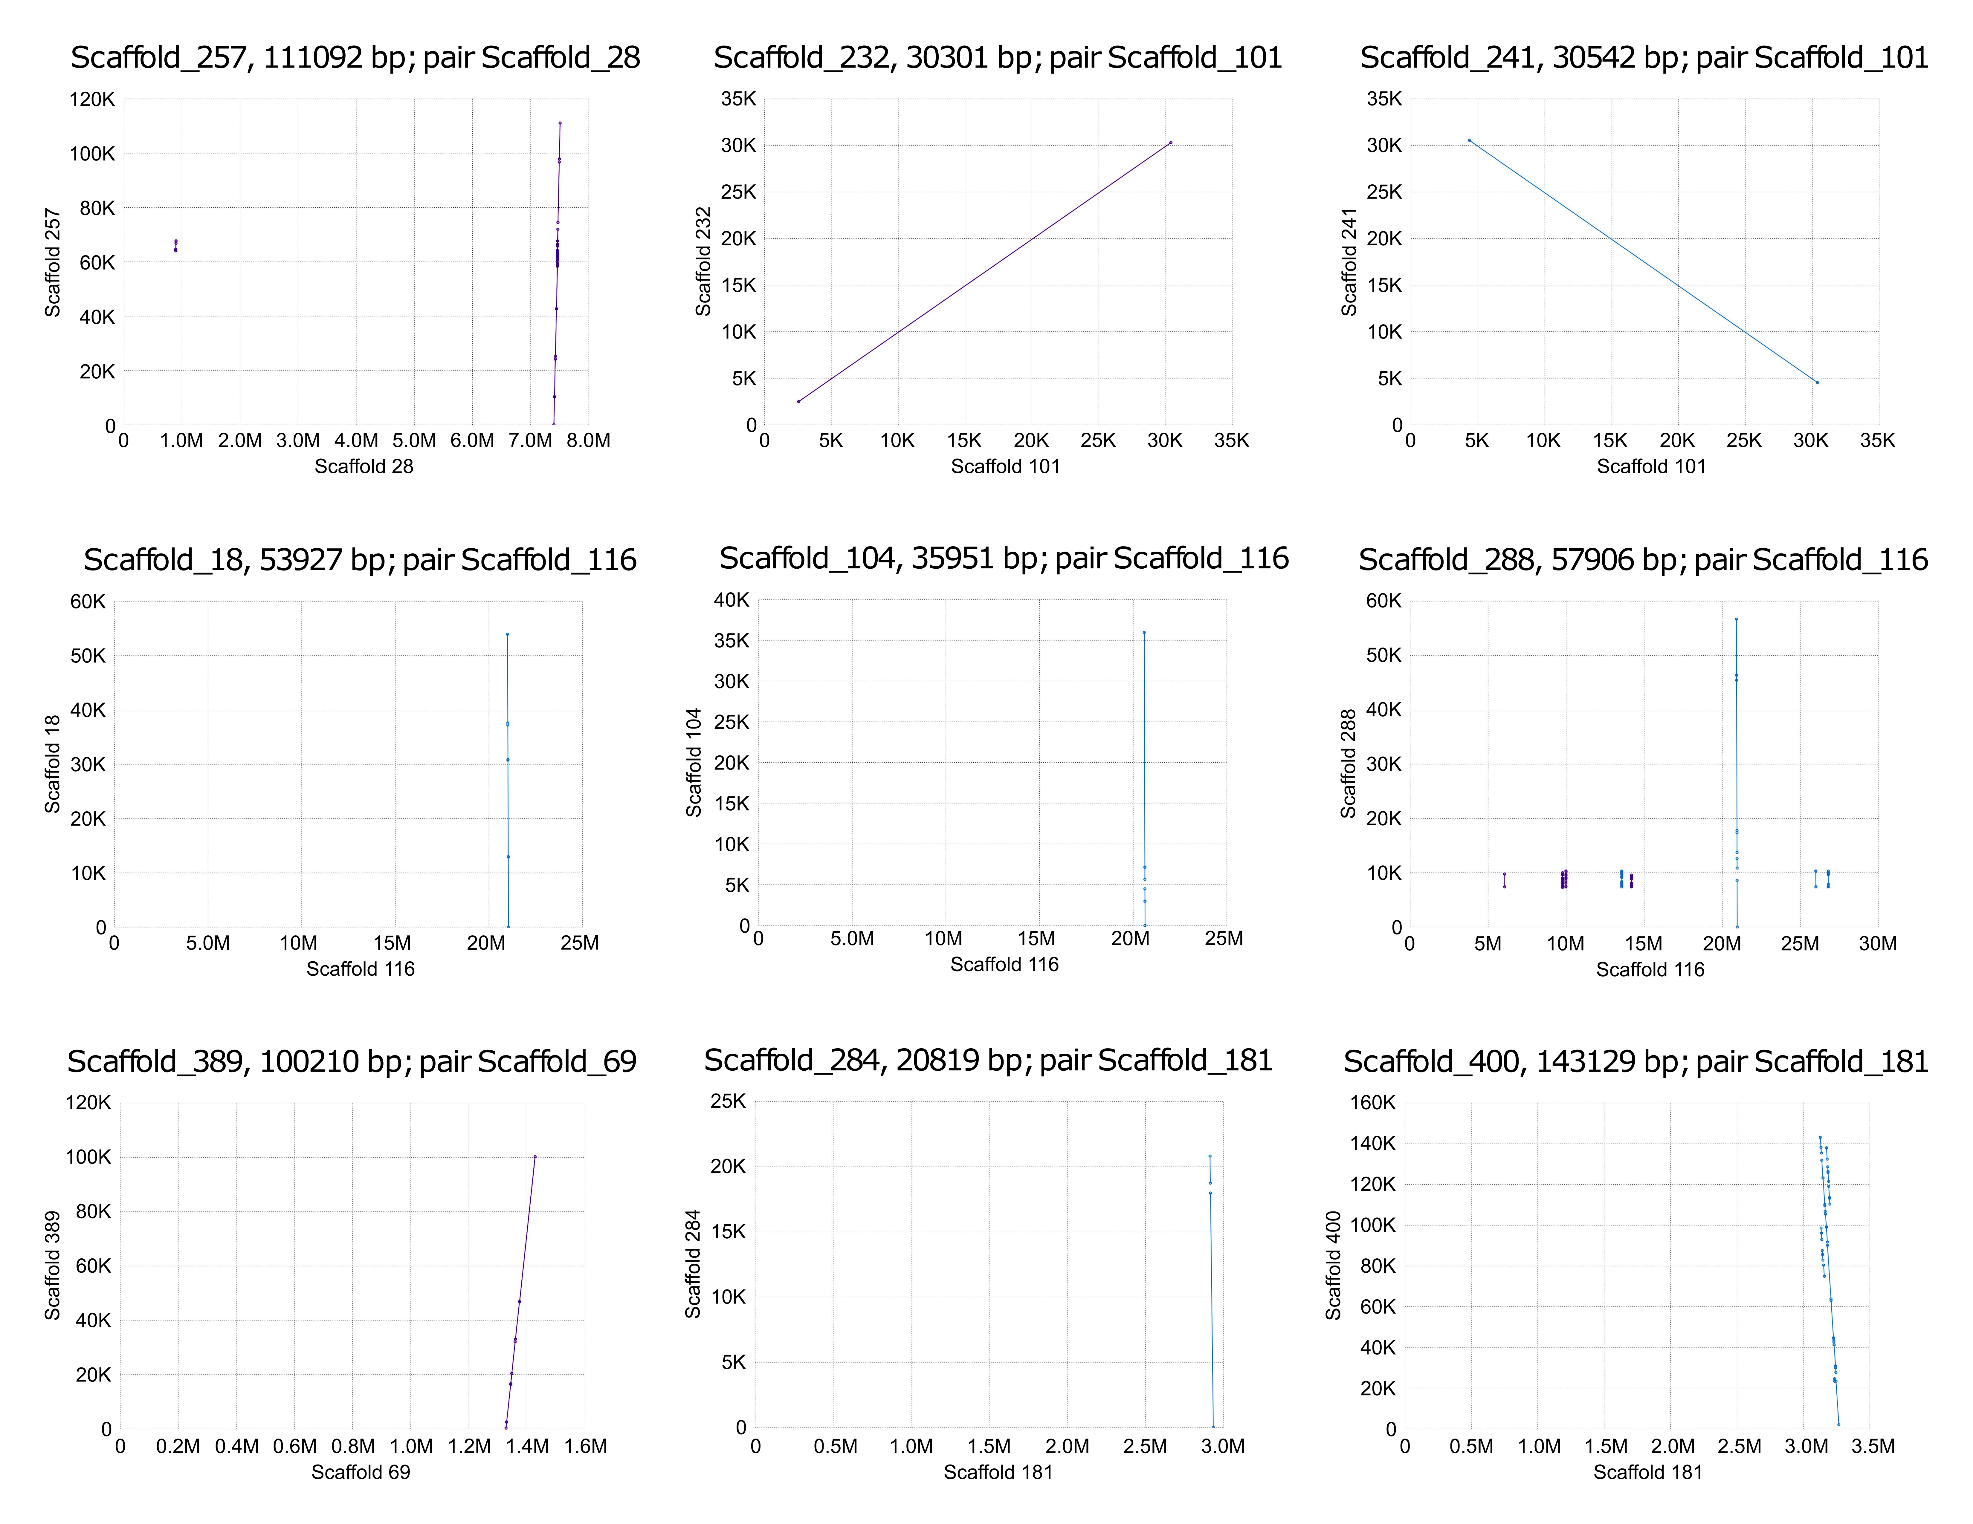 Scaffold_257, 111092 bp; pair Scaffold_28
120K
100K
80K
60K
40K
20K
0
Scaffold 257
0 1.0M 2.0M 3.0M 4.0M 5.0M 6.0M 7.0M 8.0M
Scaffold 28
Scaffold_232, 30301 bp; pair Scaffold_101
35K
30K
25K
20K
15K
10K
5K
0
Scaffold 232
0 5K 10K 15K 20K 25K 30K 35K
Scaffold 101
Scaffold_241, 30542 bp; pair Scaffold_101
35K
30K
25K
20K
15K
10K
5K
0
Scaffold 241
0 5K 10K 15K 20K 25K 30K 35K
Scaffold 101
Scaffold_18, 53927 bp; pair Scaffold_116
60K
50K
40K
30K
20K
10K
0
Scaffold 18
0 5.0M 10M 15M 20M 25M
Scaffold 116
Scaffold_104, 35951 bp; pair Scaffold_116
40K
35K
30K
25K
20K
15K
10K
5K
0
Scaffold 104
0 5.0M 10M 15M 20M 25M
Scaffold 116
Scaffold_288, 57906 bp; pair Scaffold_116
60K
50K
40K
30K
20K
10K
0
Scaffold 288
0 5M 10M 15M 20M 25M 30M
Scaffold 116
Scaffold_389, 100210 bp; pair Scaffold_69
120K
100K
80K
60K
40K
20K
0
Scaffold 389
0 0.2M 0.4M 0.6M 0.8M 1.0M 1.2M 1.4M 1.6M
Scaffold 69
Scaffold_284, 20819 bp; pair Scaffold_181
25K
20K
15K
10K
5K
0
Scaffold 284
0 0.5M 1.0M 1.5M 2.0M 2.5M 3.0M
Scaffold 181
Scaffold_400, 143129 bp; pair Scaffold_181
160K
140K
120K
100K
80K
60K
40K
20K
0
Scaffold 400
0 0.5M 1.0M 1.5M 2.0M 2.5M 3.0M 3.5M
Scaffold 181